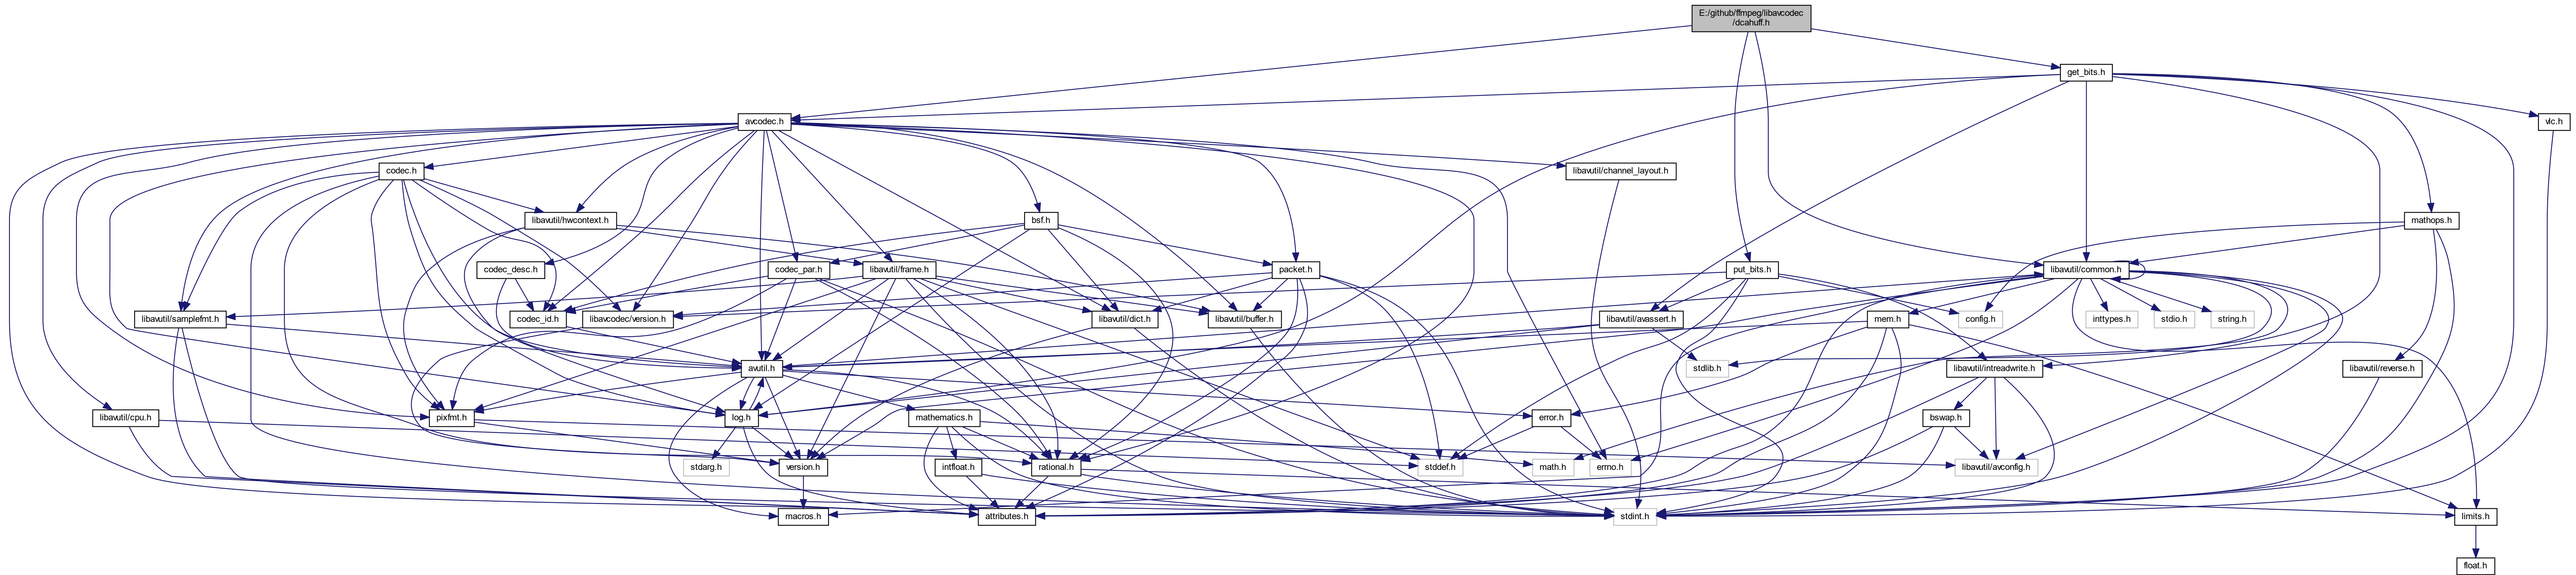 E:/github/ffmpeg/libavcodec
/dcahuff.h
get_bits.h
avcodec.h
vlc.h
codec.h
libavutil/channel_layout.h
libavutil/hwcontext.h
bsf.h
mathops.h
codec_desc.h
codec_par.h
libavutil/frame.h
packet.h
put_bits.h
libavutil/common.h
libavutil/samplefmt.h
codec_id.h
libavcodec/version.h
libavutil/dict.h
libavutil/buffer.h
libavutil/avassert.h
mem.h
config.h
inttypes.h
stdio.h
string.h
avutil.h
stdlib.h
libavutil/intreadwrite.h
libavutil/reverse.h
libavutil/cpu.h
pixfmt.h
log.h
mathematics.h
error.h
bswap.h
stdarg.h
version.h
intfloat.h
rational.h
stddef.h
math.h
errno.h
libavutil/avconfig.h
macros.h
attributes.h
stdint.h
limits.h
float.h